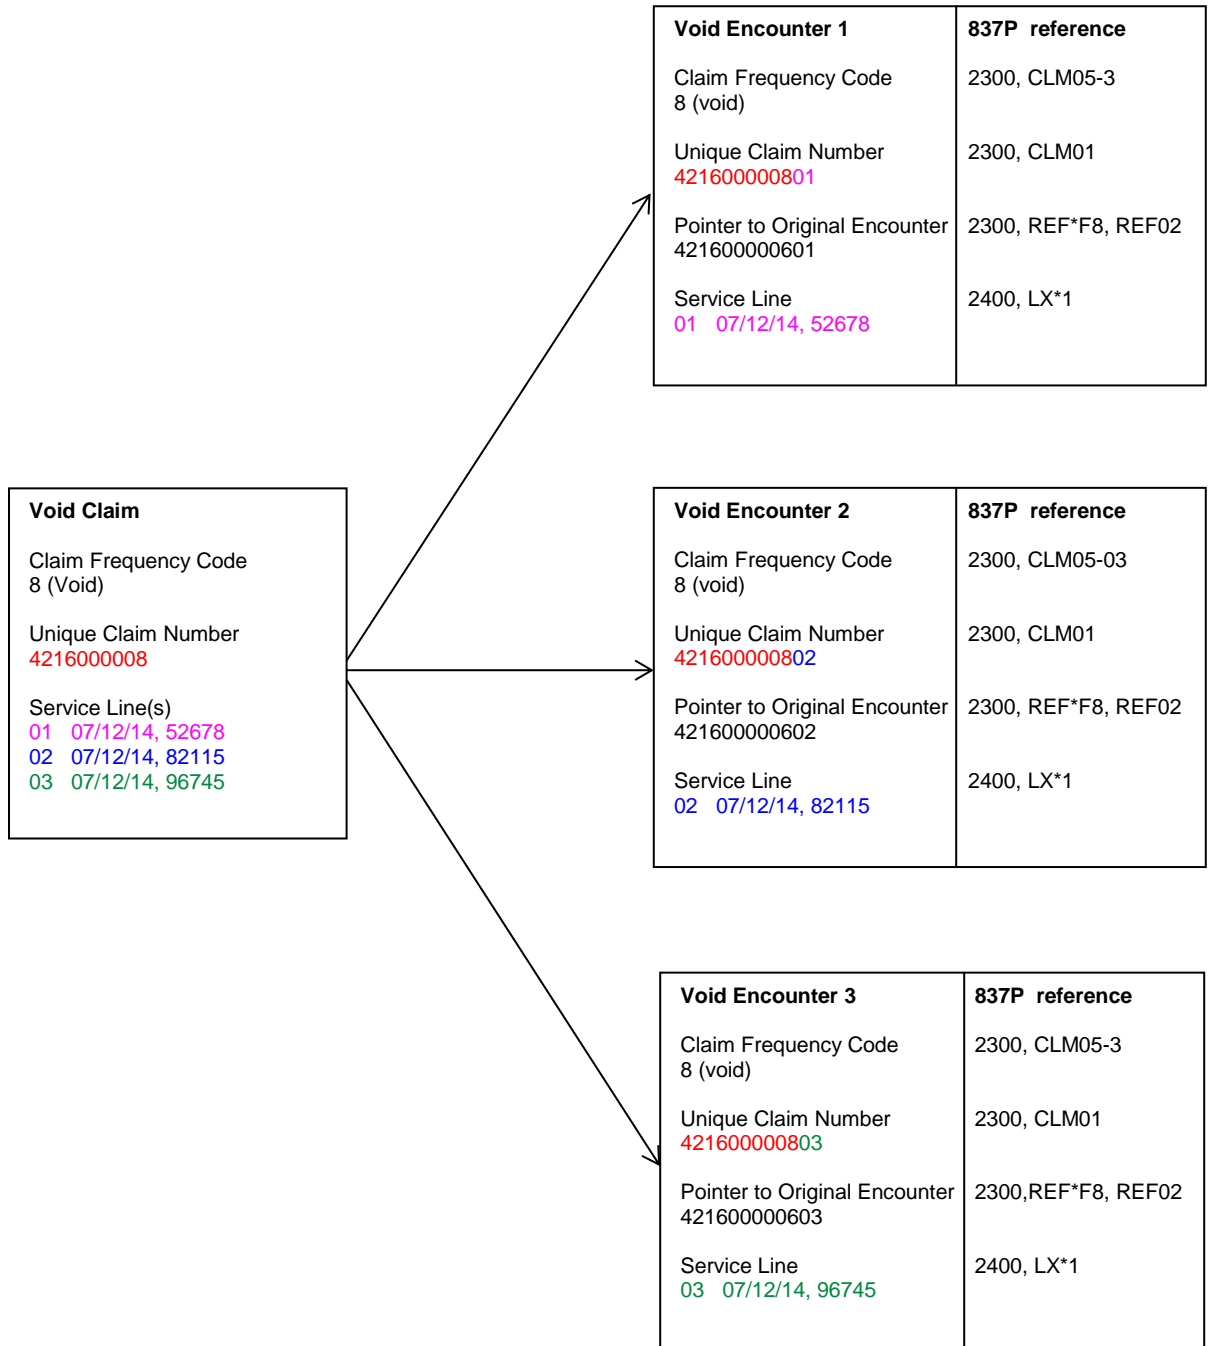 Void Claim
Claim Frequency Code
8 (Void)
Unique Claim Number
4216000008
Service Line(s)
01 07/12/14, 52678
02 07/12/14, 82115
03 07/12/14, 96745
Void Encounter 1 837P reference
Claim Frequency Code 2300, CLM05-3
8 (void)
Unique Claim Number 2300, CLM01
421600000801
Pointer to Original Encounter 2300, REF*F8, REF02
421600000601
Service Line 2400, LX*1
01 07/12/14, 52678
Void Encounter 2 837P reference
Claim Frequency Code 2300, CLM05-03
8 (void)
Unique Claim Number 2300, CLM01
421600000802
Pointer to Original Encounter 2300, REF*F8, REF02
421600000602
Service Line 2400, LX*1
02 07/12/14, 82115
Void Encounter 3 837P reference
Claim Frequency Code 2300, CLM05-3
8 (void)
Unique Claim Number 2300, CLM01
421600000803
Pointer to Original Encounter 2300,REF*F8, REF02
421600000603
Service Line 2400, LX*1
03 07/12/14, 96745